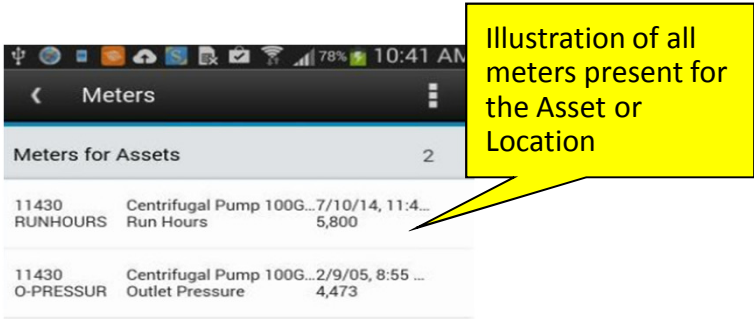 78% 10:41 AM
Meters
Meters for Assets 2
11430 Centrifugal Pump 100G...7/10/14, 11:4...
RUNHOURS Run Hours 5,800
11430 Centrifugal Pump 100G...2/9/05, 8:55 ...
O-PRESSUR Outlet Pressure 4,473
Illustration of all
meters present for
the Asset or
Location